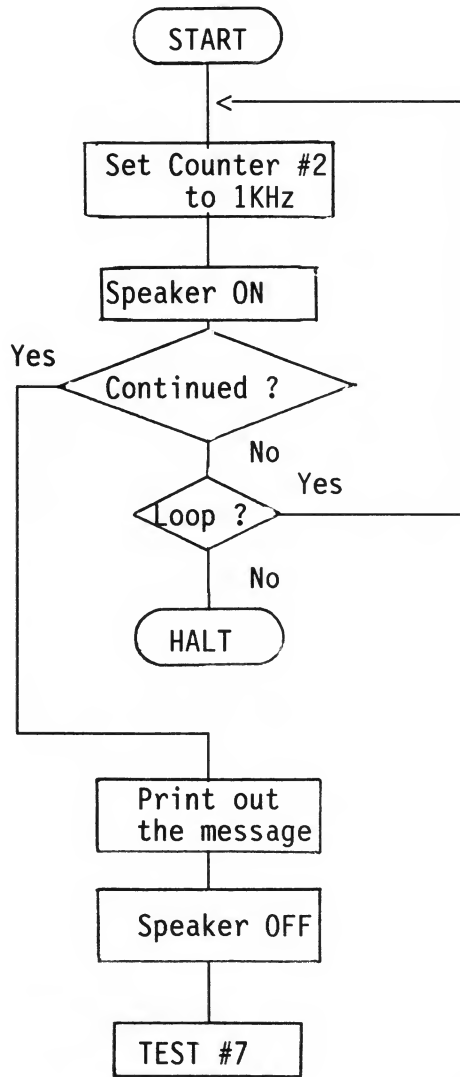 START
<
Set Counter #2
to 1KHz
Speaker ON
Yes
Continued ?
No
Yes
Loop ?
No
HALT
Print out
the message
Speaker OFF
TEST #7